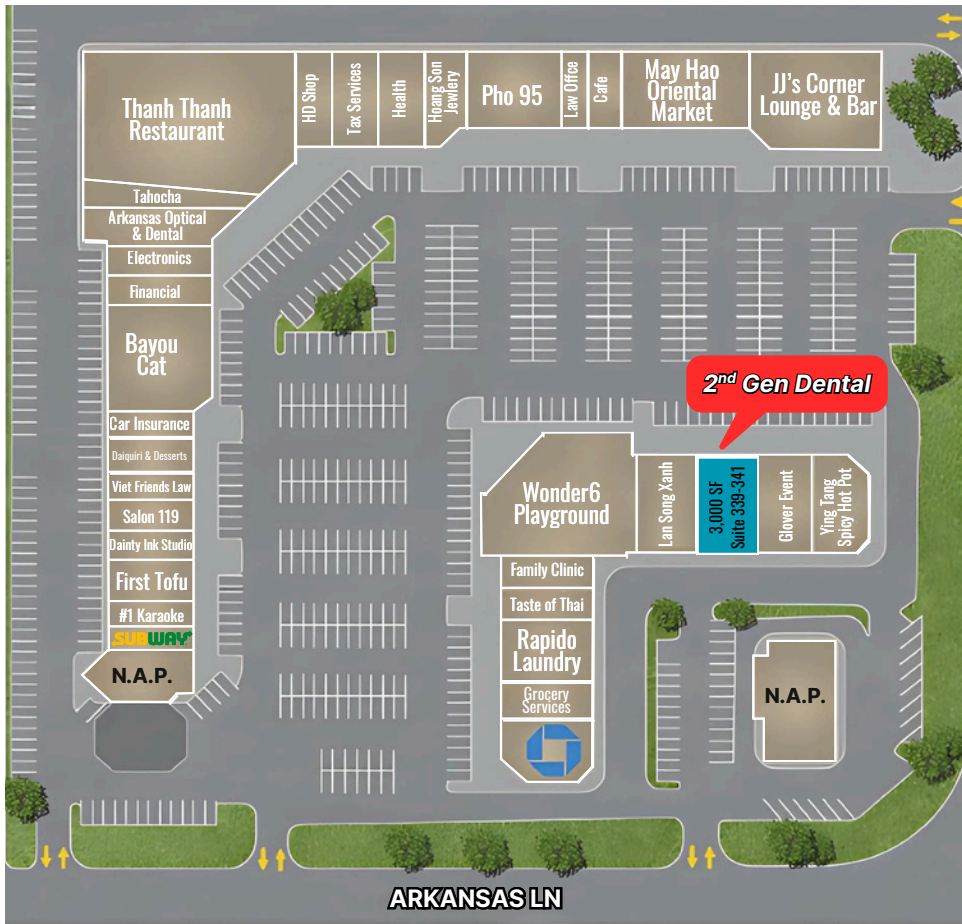 Thanh Thanh
Restaurant
HD Shop
Tax Services
Health
Hoang Son
Jewlery
Pho 95
Law Offce
Cafe
May Hao
Oriental
Market
JJ's Corner
Lounge & Bar
Tahocha
Arkansas Optical
& Dental
Electronics
Financial
Bayou
Cat
Car Insurance
Daiquiri & Desserts
Viet Friends Law
Salon 119
Dainty Ink Studio
First Tofu
#1 Karaoke
SUBWAY
N.A.P.
2nd Gen Dental
Wonder6
Playground
Lan Song Xanh
3,000 SF
Suite 339-341
Glover Event
Ying Tang
Spicy Hot Pot
Family Clinic
Taste of Thai
Rapido
Laundry
Grocery
Services
N.A.P.
ARKANSAS LN